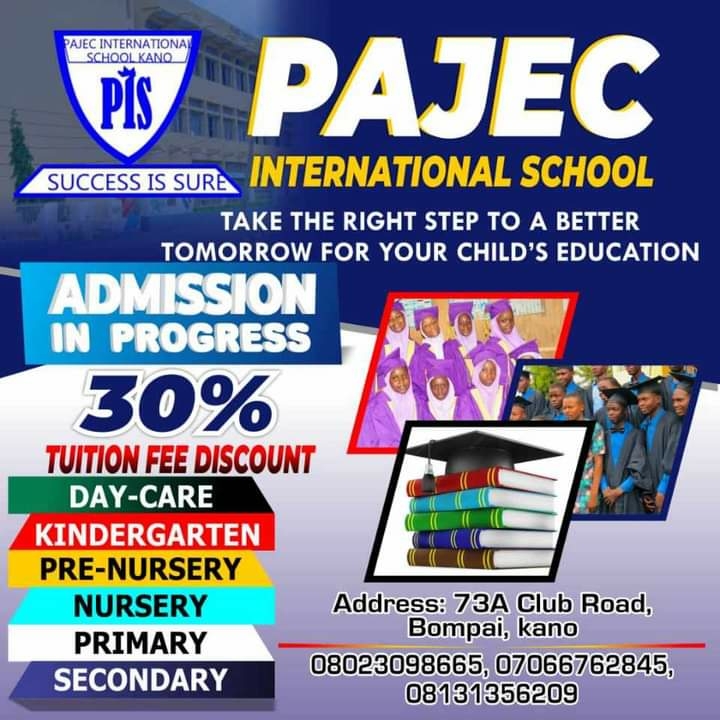 PAJEC INTERNATIONAL
SCHOOL KANO
PIS
SUCCESS IS SURE
PAJEC
INTERNATIONAL SCHOOL
TAKE THE RIGHT STEP TO A BETTER
TOMORROW FOR YOUR CHILD'S EDUCATION
ADMISSION
IN PROGRESS
30%
TUITION FEE DISCOUNT
DAY-CARE
KINDERGARTEN
PRE-NURSERY
NURSERY
PRIMARY
SECONDARY
Address: 73A Club Road,
Bompai, kano
08023098665, 07066762845,
08131356209